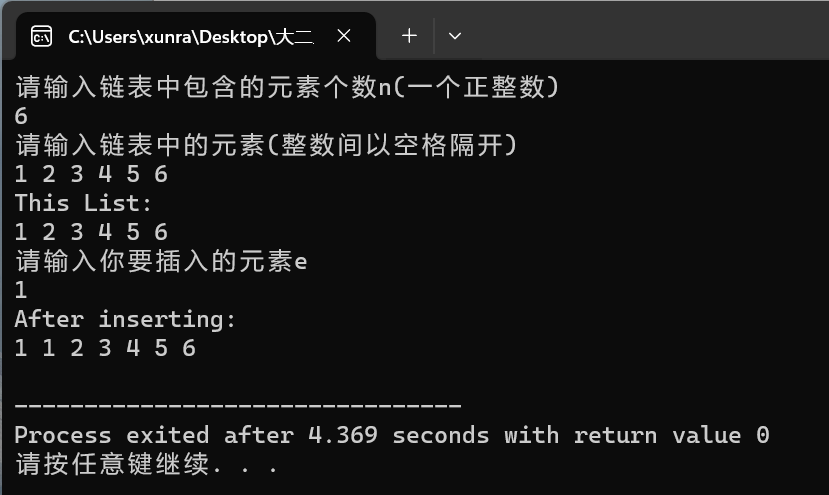 C:\Users\xunra\Desktop\大二
请输入链表中包含的元素个数n(一个正整数)
6
请输入链表中的元素(整数间以空格隔开)
1 2 3 4 5 6
This List:
1 2 3 4 5 6
请输入你要插入的元素e
1
After inserting:
1 1 2 3 4 5 6
--------------------------------
Process exited after 4.369 seconds with return value 0
请按任意键继续. . .